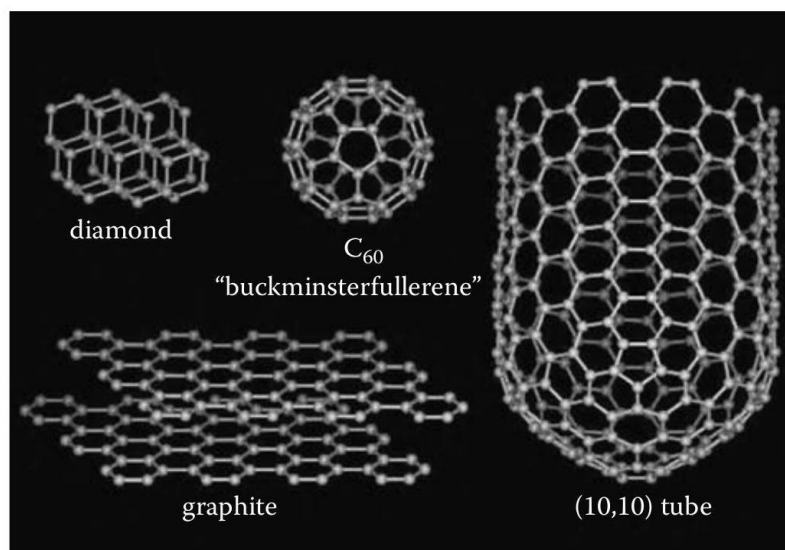 diamond
C₆₀
“buckminsterfullerene”
graphite
(10,10) tube